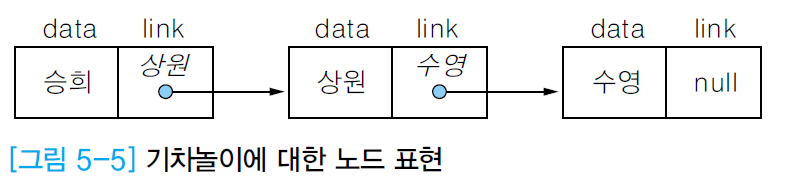 data link data link data link
승희 상원 상원 수영 수영 null
[그림 5-5] 기차놀이에 대한 노드 표현